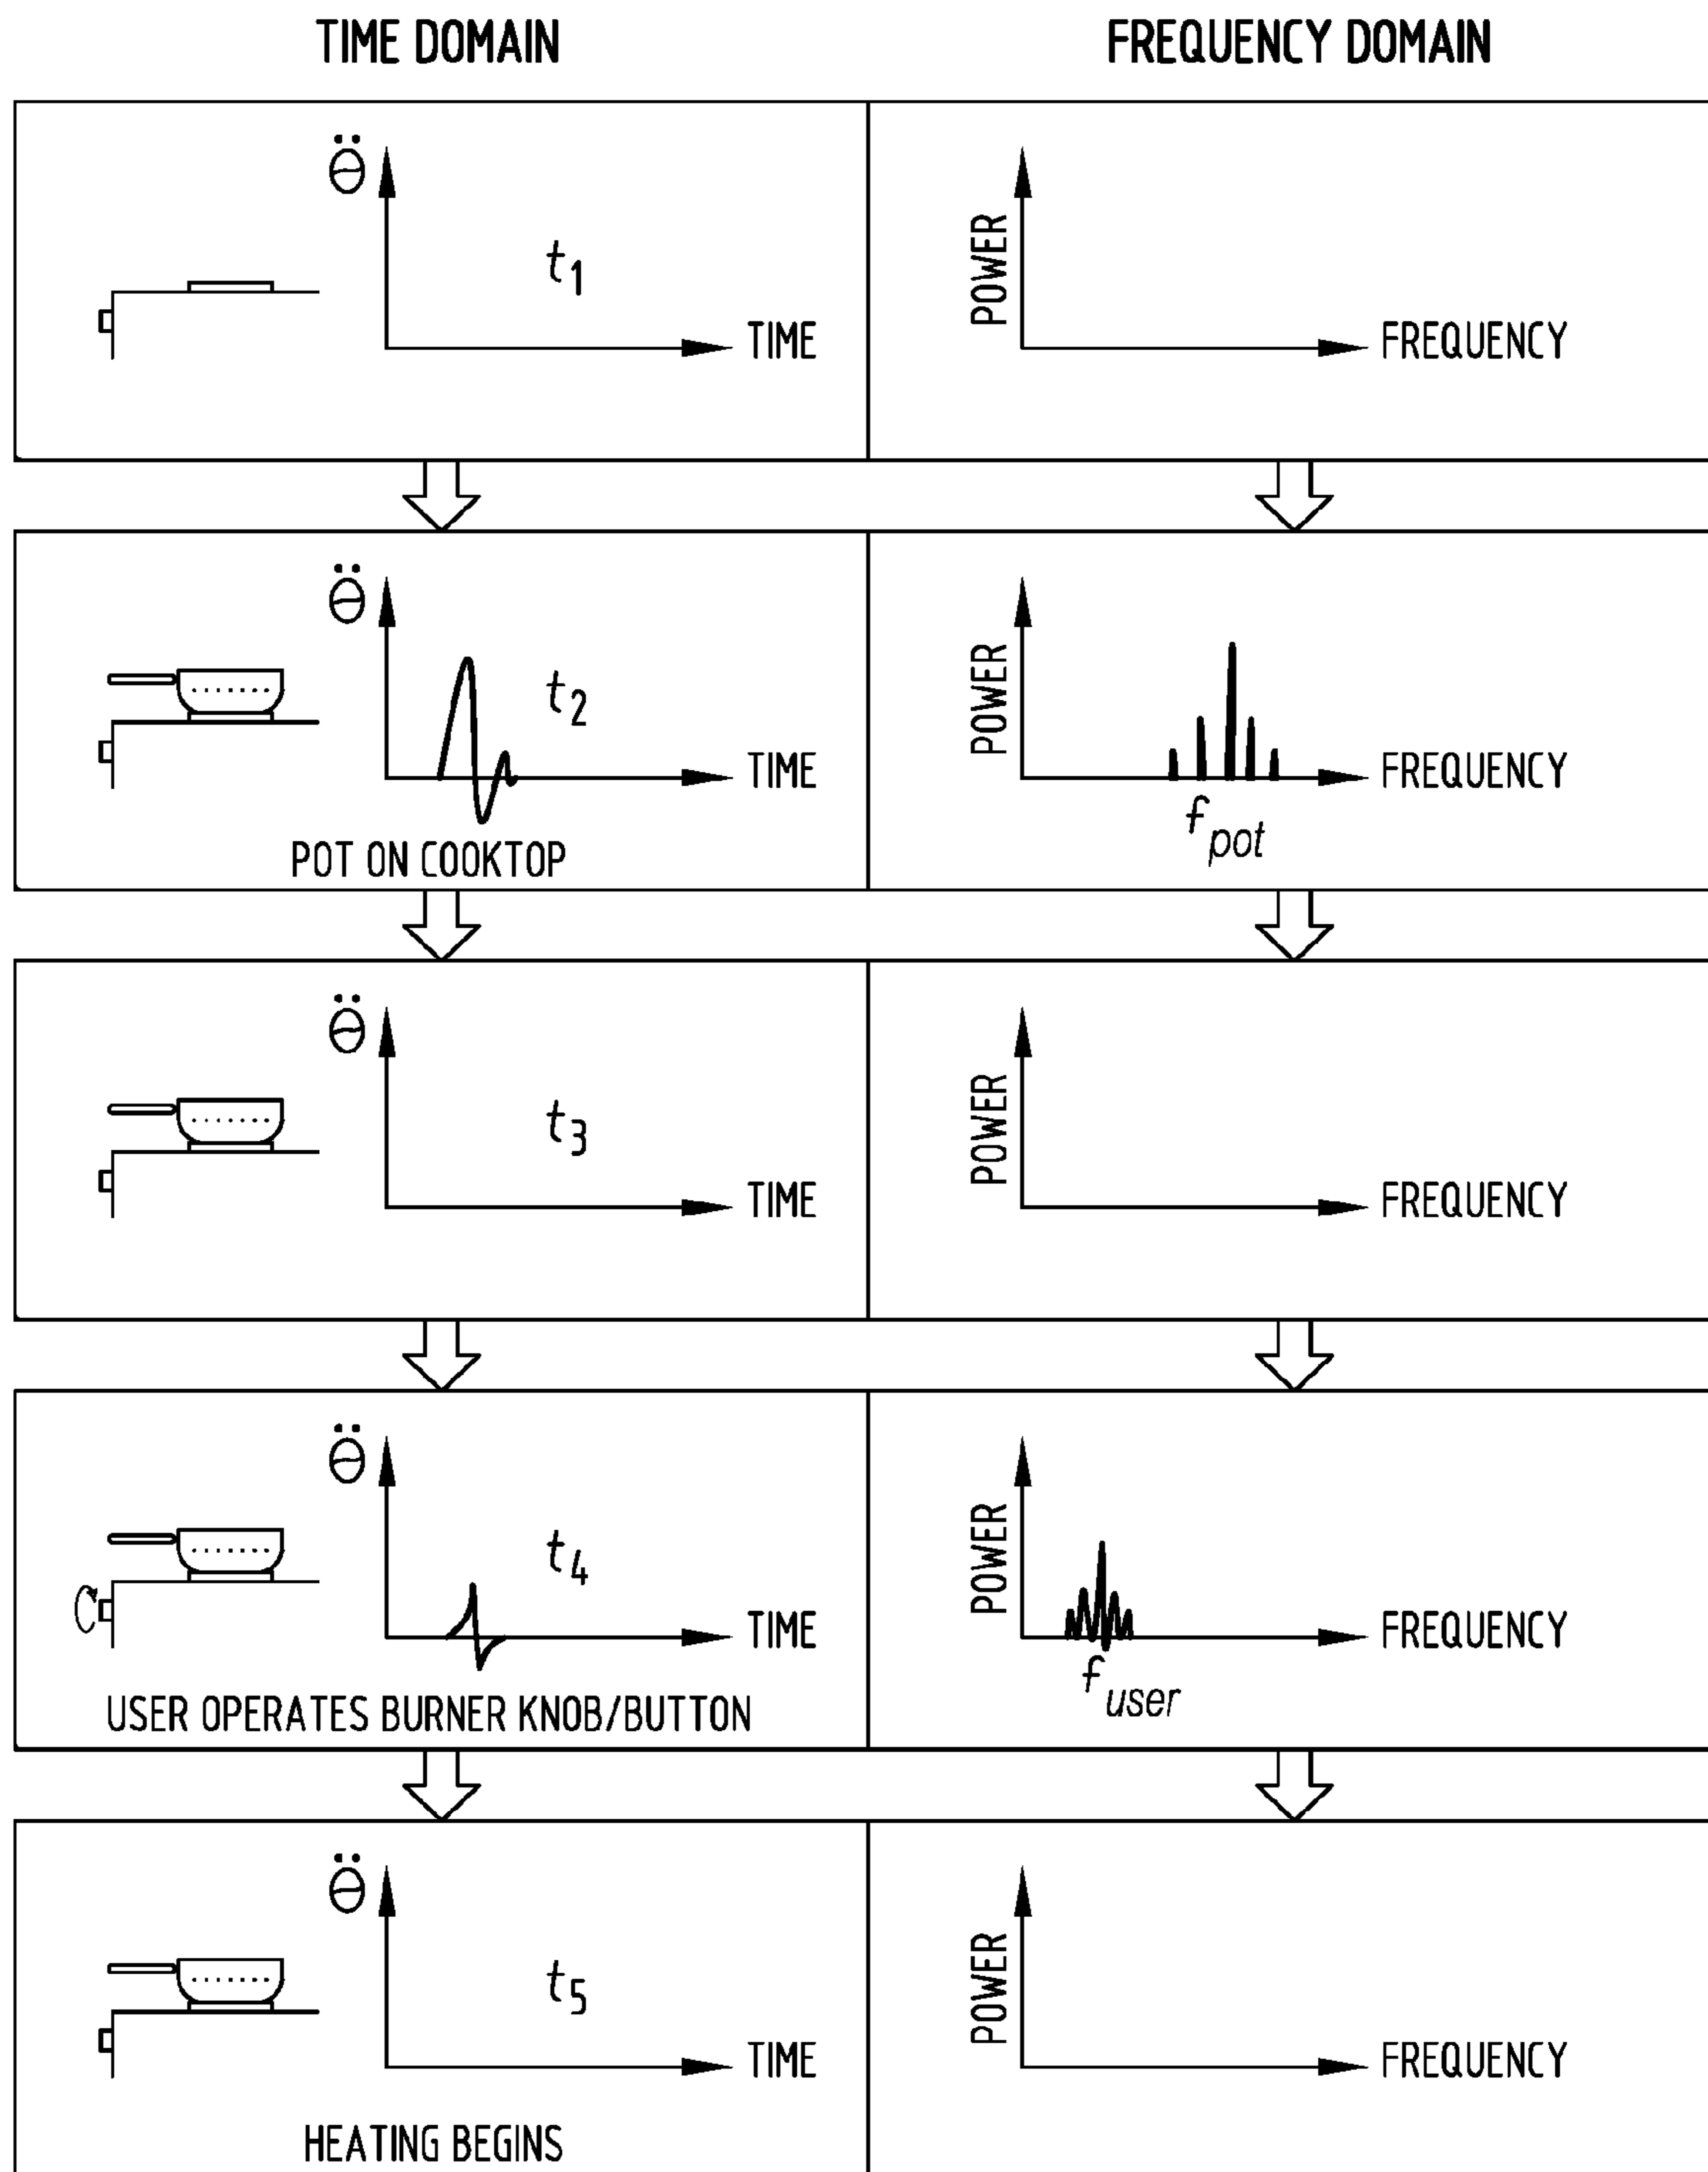 TIME DOMAIN
FREQUENCY DOMAIN
Θ̈
t1
TIME
POWER
FREQUENCY
Θ̈
t2
TIME
POT ON COOKTOP
POWER
FREQUENCY
fpot
Θ̈
t3
TIME
POWER
FREQUENCY
Θ̈
t4
TIME
USER OPERATES BURNER KNOB/BUTTON
POWER
FREQUENCY
fuser
Θ̈
t5
TIME
HEATING BEGINS
POWER
FREQUENCY